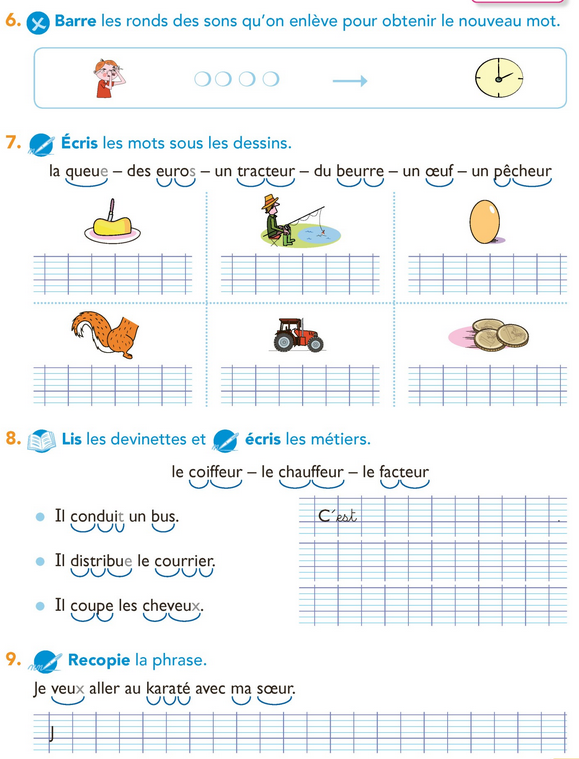 6. Barre les ronds des sons qu'on enlève pour obtenir le nouveau mot.
7. Écris les mots sous les dessins.
la queue – des euros – un tracteur – du beurre – un œuf – un pêcheur
8. Lis les devinettes et écris les métiers.
le coiffeur – le chauffeur – le facteur
Il conduit un bus.
C'est .
Il distribue le courrier.
Il coupe les cheveux.
9. Recopie la phrase.
Je veux aller au karaté avec ma sœur.
J